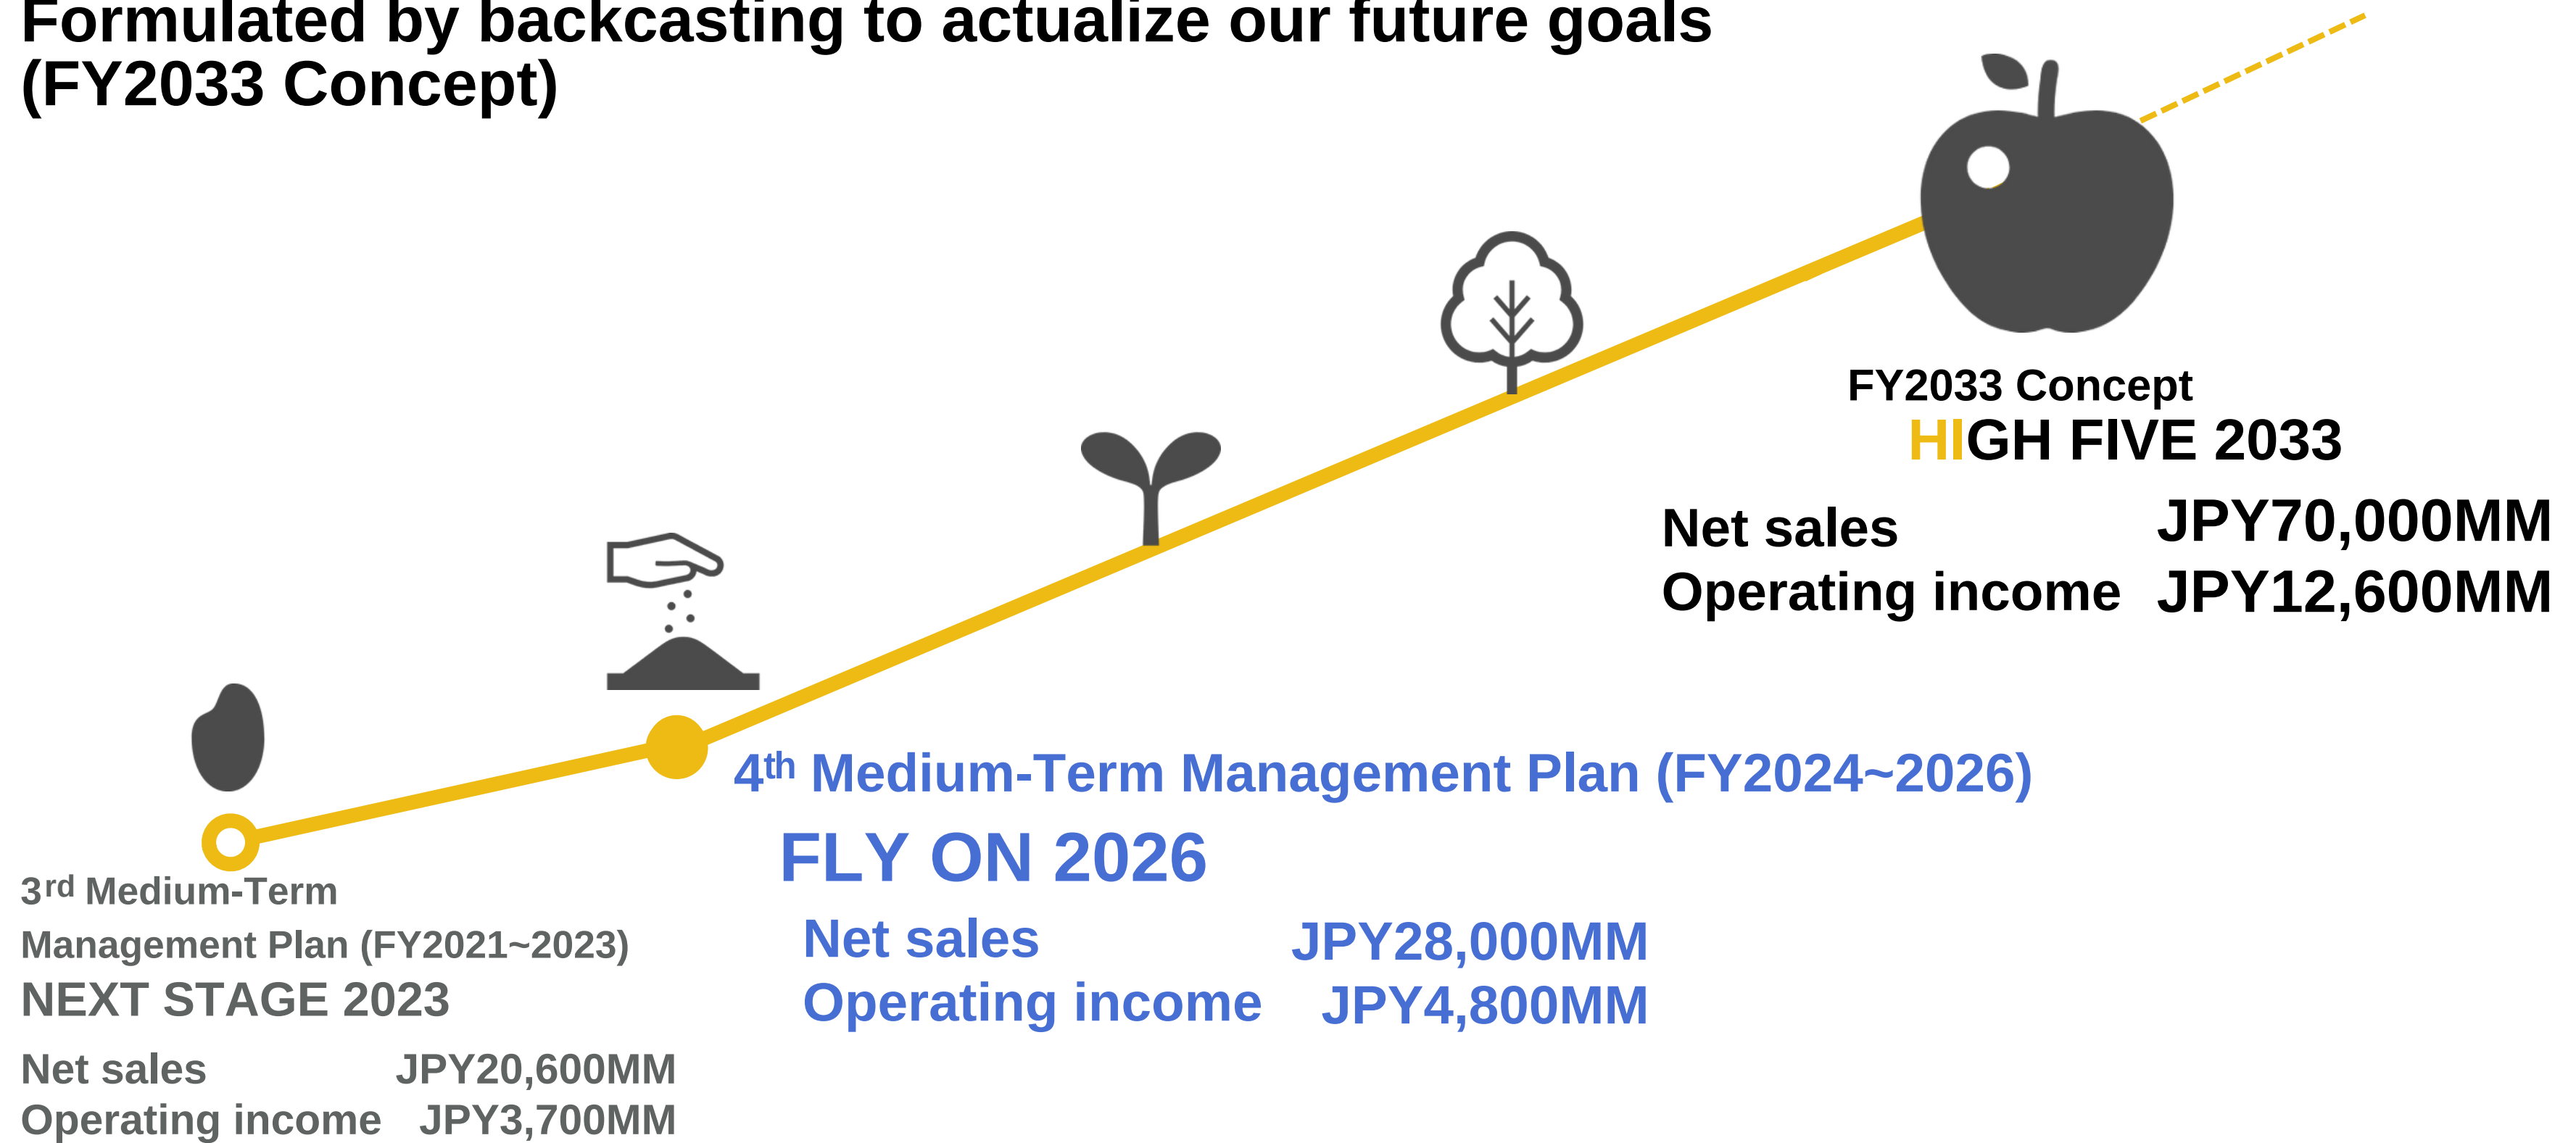 Formulated by backcasting to actualize our future goals
(FY2033 Concept)
FY2033 Concept
HIGH FIVE 2033
Net sales JPY70,000MM
Operating income JPY12,600MM
4th Medium-Term Management Plan (FY2024~2026)
FLY ON 2026
Net sales JPY28,000MM
Operating income JPY4,800MM
3rd Medium-Term
Management Plan (FY2021~2023)
NEXT STAGE 2023
Net sales JPY20,600MM
Operating income JPY3,700MM